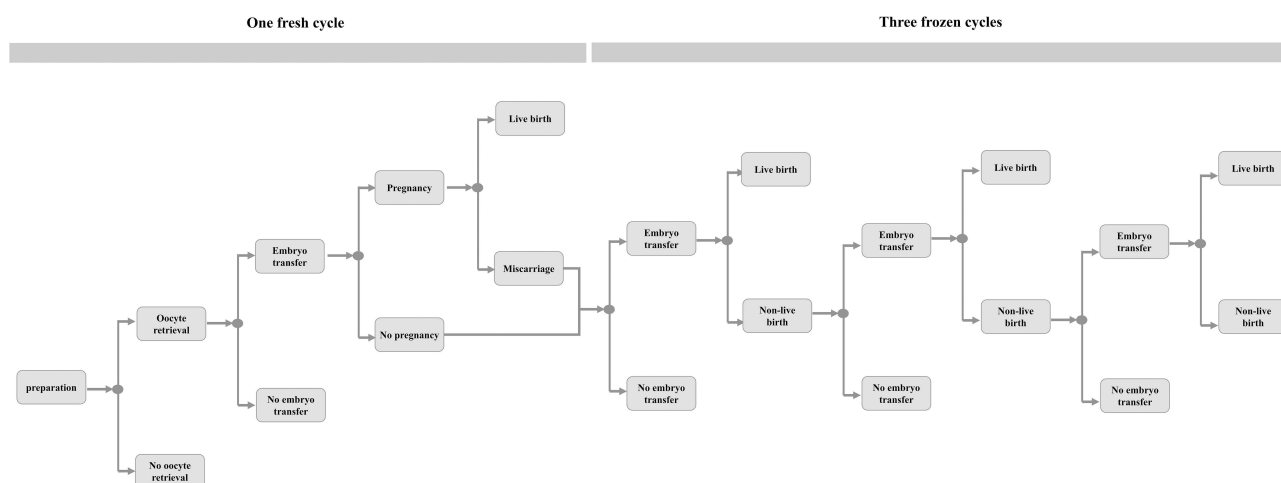 One fresh cycle
Three frozen cycles
Live birth
Pregnancy
Embryo
transfer
Miscarriage
Oocyte
retrieval
No pregnancy
preparation
No embryo
transfer
No oocyte
retrieval
Live birth
Embryo
transfer
Non-live
birth
No embryo
transfer
Live birth
Embryo
transfer
Non-live
birth
No embryo
transfer
Live birth
Embryo
transfer
Non-live
birth
No embryo
transfer